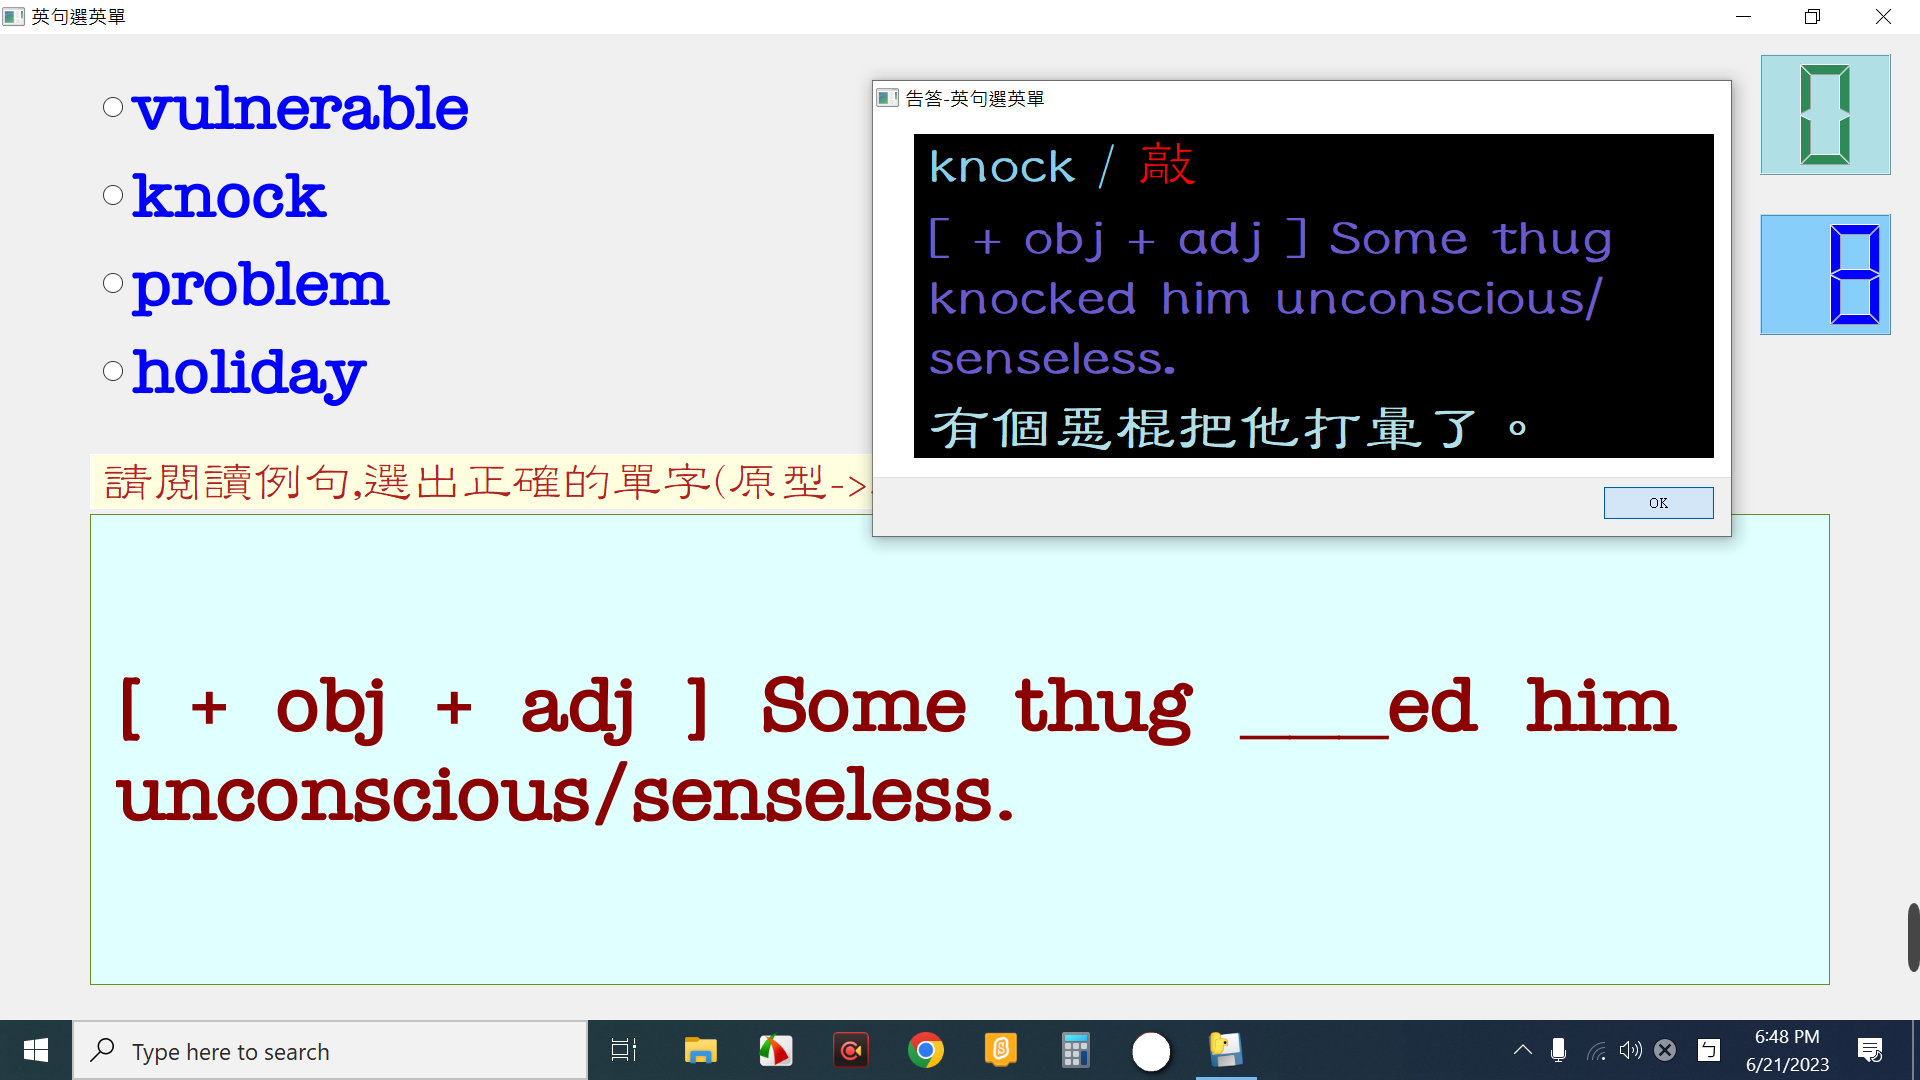 英句選英單
vulnerable
knock
problem
holiday
告答-英句選英單
knock / 敲
[ + obj + adj ] Some thug
knocked him unconscious/
senseless.
有個惡棍把他打暈了。
OK
0
8
請閱讀例句,選出正確的單字(原型->
[ + obj + adj ] Some thug ___ed him
unconscious/senseless.
Type here to search
6:48 PM
6/21/2023